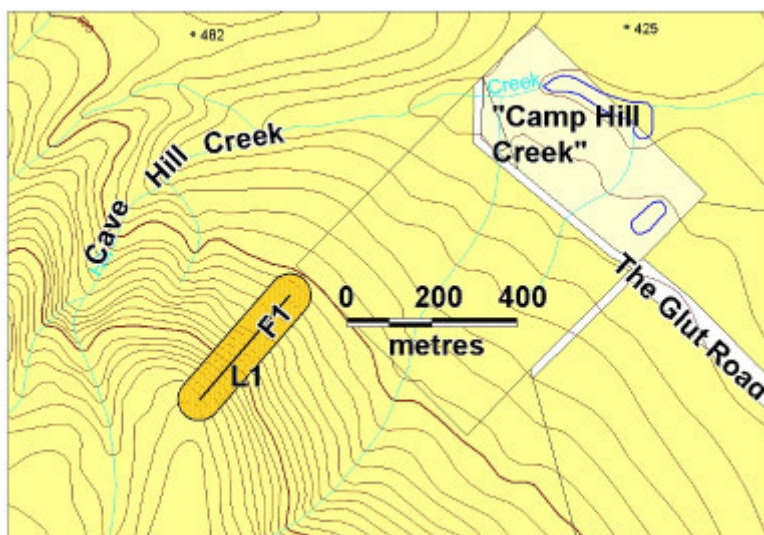 482
425
Creek
"Camp Hill
Creek"
Cave Hill Creek
0 200 400
metres
F1
L1
The Glut Road